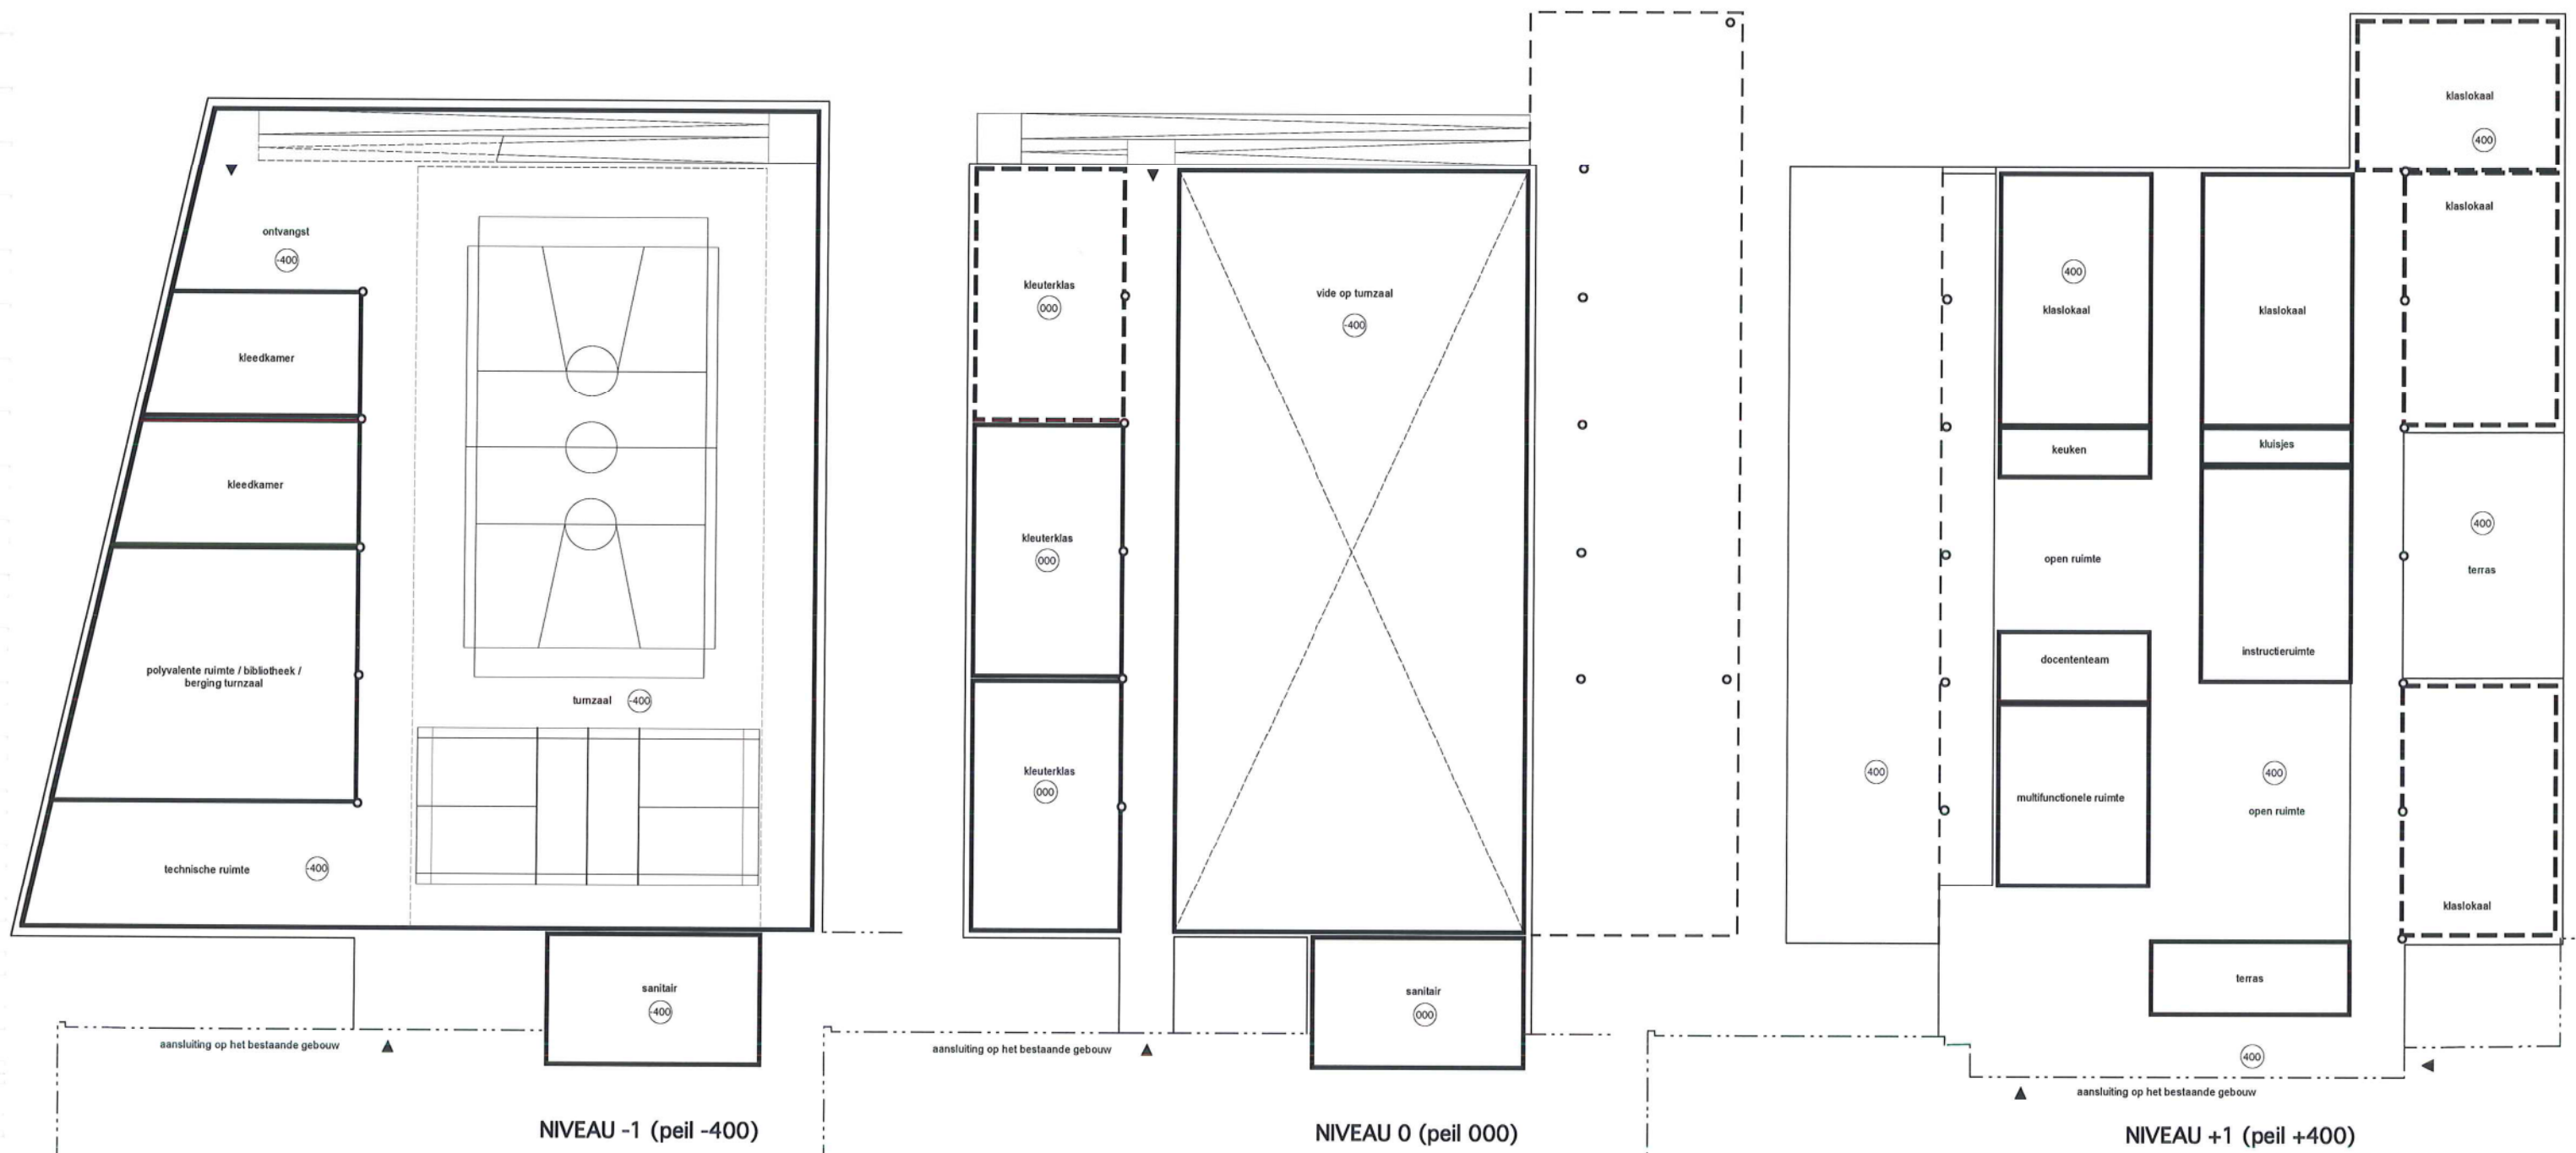 ontvangst
-400
kleedkamer
kleedkamer
polyvalente ruimte / bibliotheek /
berging turnzaal
turnzaal -400
technische ruimte -400
sanitair
-400
aansluiting op het bestaande gebouw
NIVEAU -1 (peil -400)
kleuterklas
000
vide op turnzaal
-400
kleuterklas
000
kleuterklas
000
sanitair
000
aansluiting op het bestaande gebouw
NIVEAU 0 (peil 000)
klaslokaal
400
klaslokaal
400
klaslokaal
klaslokaal
keuken
kluisjes
400
terras
open ruimte
instructieruimte
docententeam
400
multifunctionele ruimte
400
open ruimte
klaslokaal
terras
400
aansluiting op het bestaande gebouw
NIVEAU +1 (peil +400)